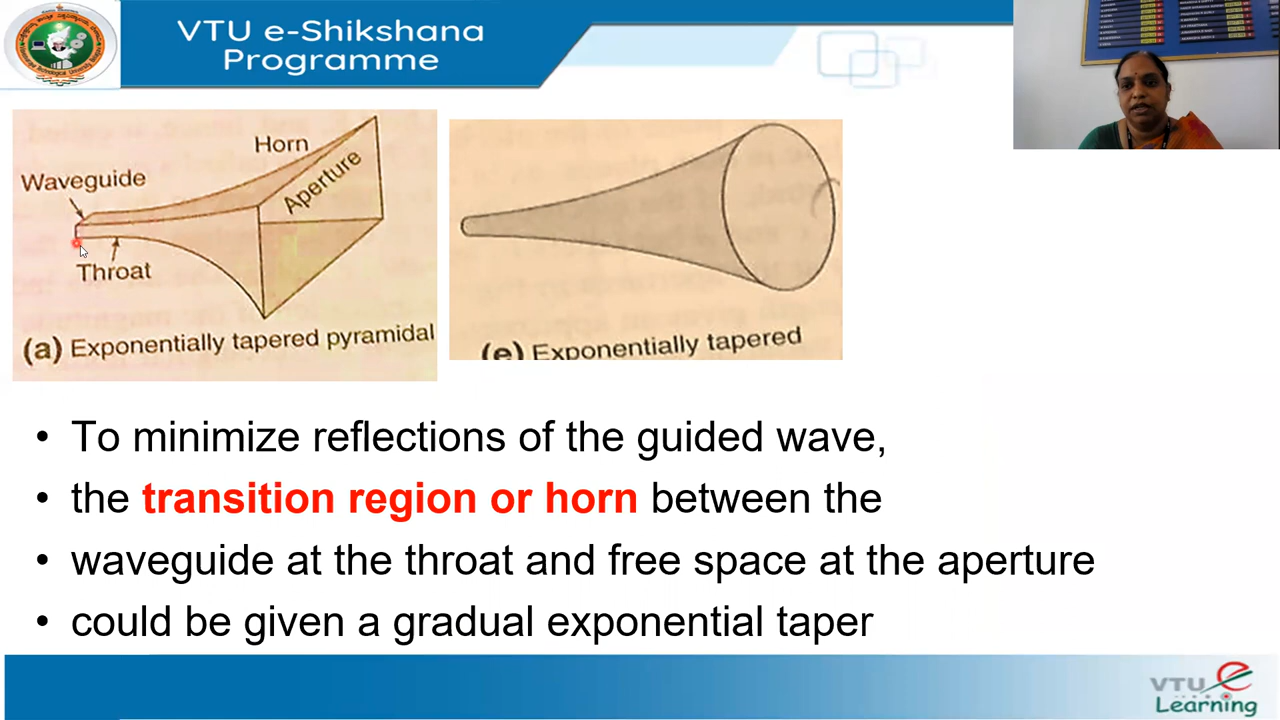 VTU e-Shikshana
Programme
Horn
Waveguide
Aperture
Throat
(a) Exponentially tapered pyramidal
(e) Exponentially tapered
• To minimize reflections of the guided wave,
• the transition region or horn between the
• waveguide at the throat and free space at the aperture
• could be given a gradual exponential taper
VTU e
Learning